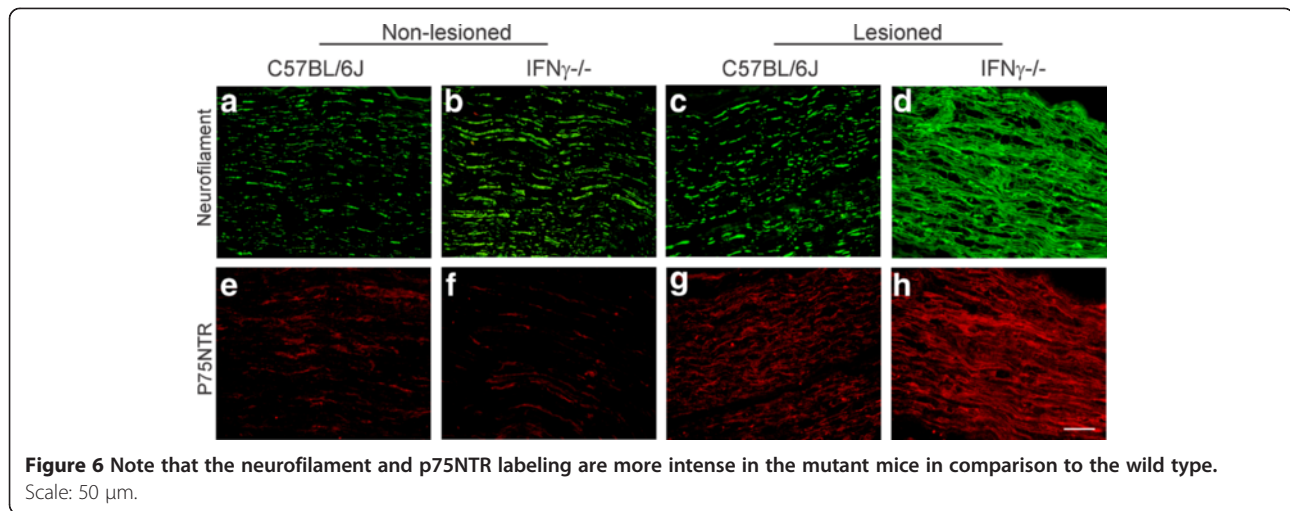 Non-lesioned Lesioned
C57BL/6J IFNγ-/- C57BL/6J IFNγ-/-
Neurofilament
a b c d
P75NTR
e f g h
Figure 6 Note that the neurofilament and p75NTR labeling are more intense in the mutant mice in comparison to the wild type.
Scale: 50 μm.